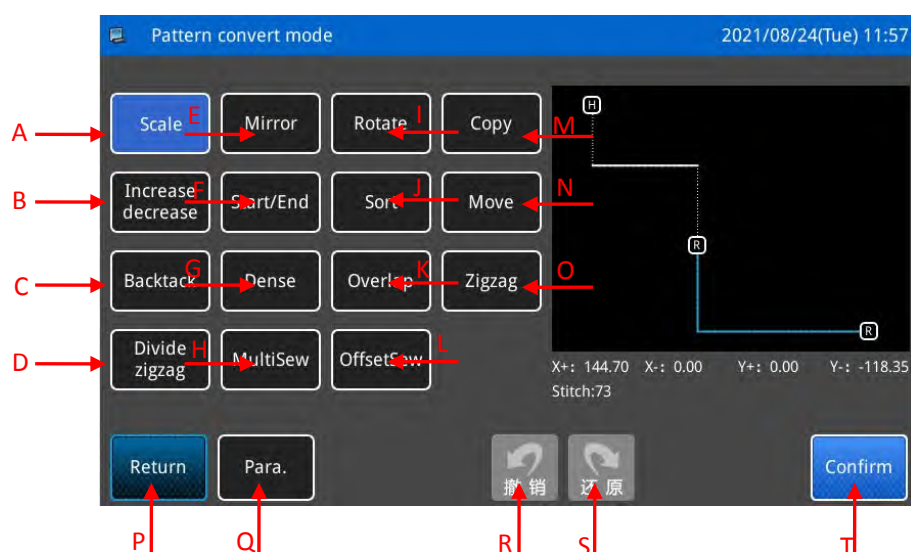 Pattern convert mode 2021/08/24(Tue) 11:57
H
A Scale E Mirror Rotate I Copy M
B Increase decrease F Start/End Sort J Move N
R
C Backtack G Dense Overlap K Zigzag O
R
D Divide zigzag H MultiSew OffsetSew L
X+: 144.70 X-: 0.00 Y+: 0.00 Y-: -118.35
Stitch:73
Return Para. 撤销 还原 Confirm
P Q R S T